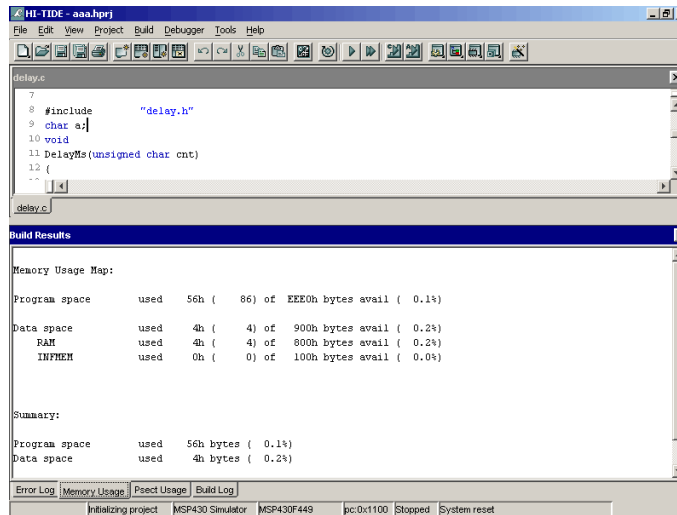 HI-TIDE - aaa.hprj
File Edit View Project Build Debugger Tools Help
delay.c
7
8 #include "delay.h"
9 char a;
10 void
11 DelayMs(unsigned char cnt)
12 {
delay.c
Build Results
Memory Usage Map:
Program space used 56h ( 86) of EEE0h bytes avail ( 0.1%)
Data space used 4h ( 4) of 900h bytes avail ( 0.2%)
RAM used 4h ( 4) of 800h bytes avail ( 0.2%)
INFMEM used 0h ( 0) of 100h bytes avail ( 0.0%)
Summary:
Program space used 56h bytes ( 0.1%)
Data space used 4h bytes ( 0.2%)
Error Log Memory Usage Psect Usage Build Log
Initializing project MSP430 Simulator MSP430F449 pc:0x1100 Stopped System reset